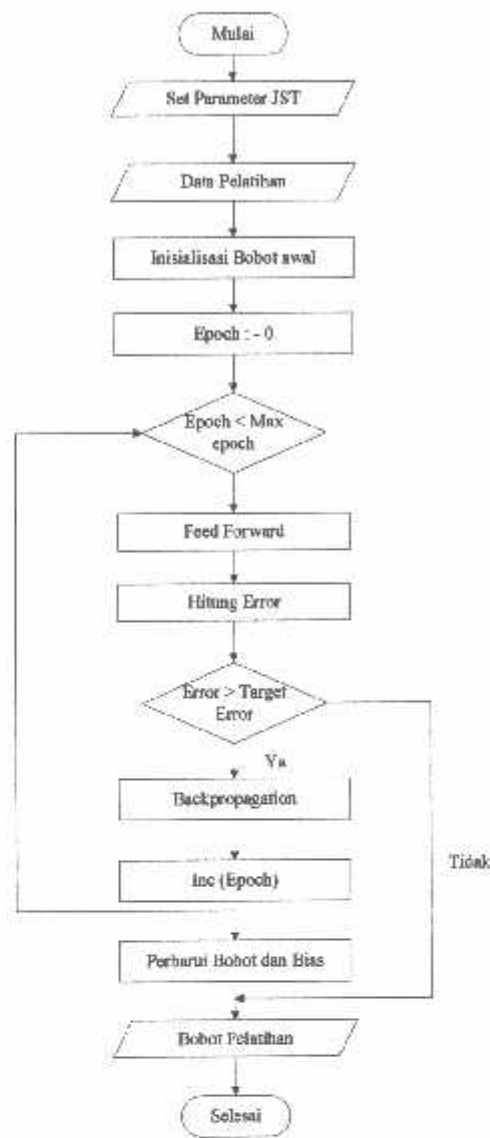 Mulai
Set Parameter JST
Data Pelatihan
Inisialisasi Bobot awal
Epoch : - 0
Epoch < Max
epoch
Feed Forward
Hitung Error
Error > Target
Error
Ya
Backpropagation
Inc (Epoch)
Tidak
Perbarui Bobot dan Bias
Bobot Pelatihan
Selesai